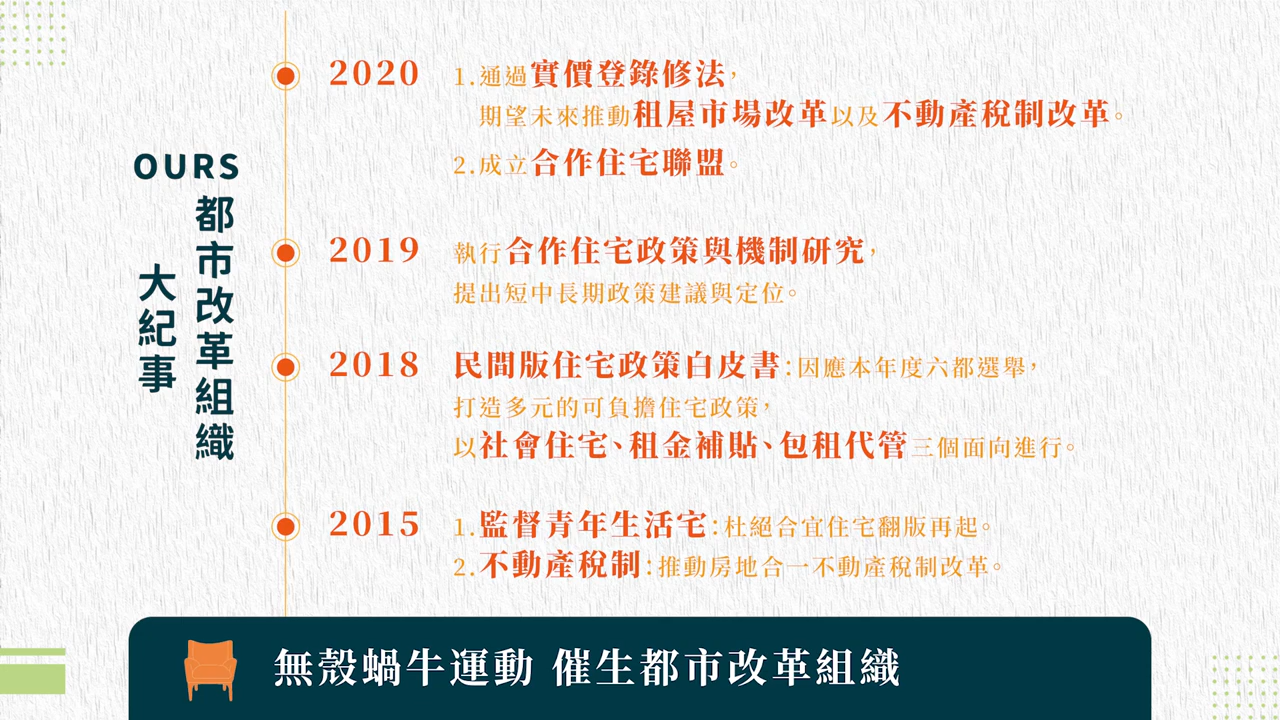 OURS
都市改革組織
大紀事
2020
1.通過實價登錄修法，
期望未來推動租屋市場改革以及不動產稅制改革。
2.成立合作住宅聯盟。
2019
執行合作住宅政策與機制研究，
提出短中長期政策建議與定位。
2018
民間版住宅政策白皮書：因應本年度六都選舉，
打造多元的可負擔住宅政策，
以社會住宅、租金補貼、包租代管三個面向進行。
2015
1.監督青年生活宅：杜絕合宜住宅翻版再起。
2.不動產稅制：推動房地合一不動產稅制改革。
無殼蝸牛運動 催生都市改革組織